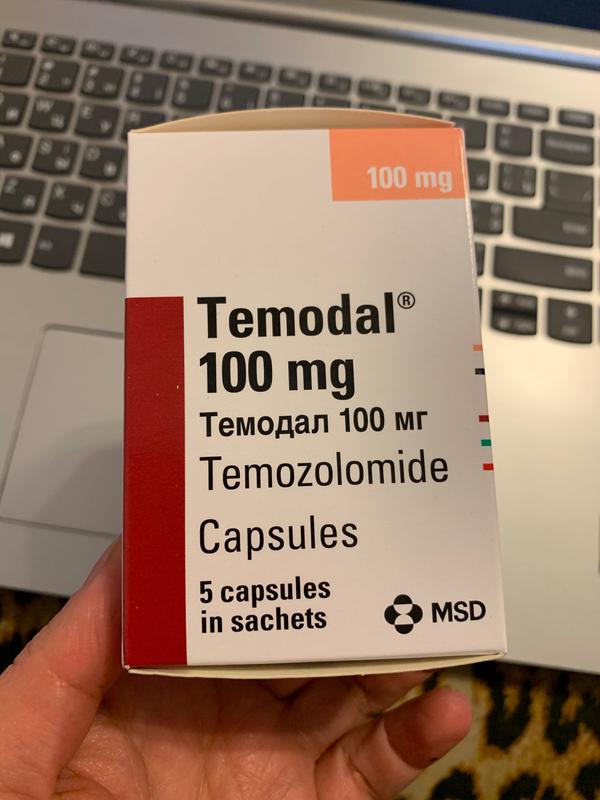 100 mg
Temodal®
100 mg
Темодал 100 мг
Temozolomide
Capsules
5 capsules
in sachets
MSD